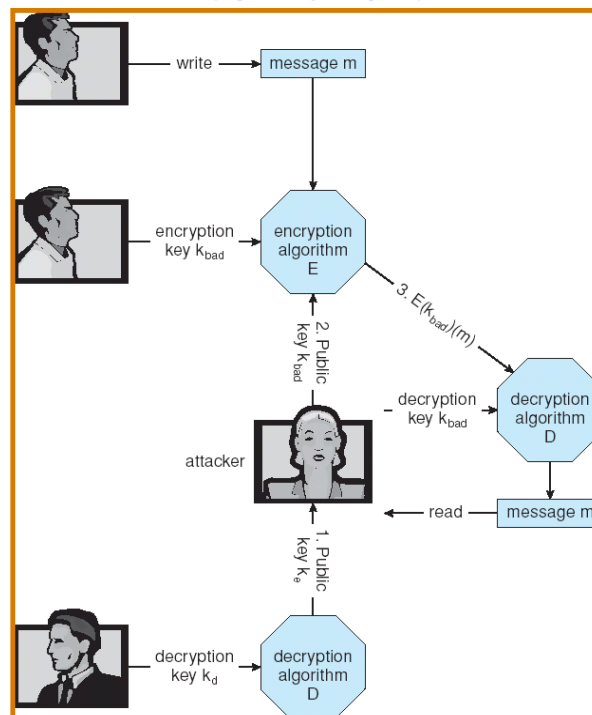 write
message m
encryption
key k_bad
encryption
algorithm
E
3. E(k_bad)(m)
2. Public
key k_bad
decryption
key k_bad
decryption
algorithm
D
attacker
read
message m
1. Public
key k_e
decryption
key k_d
decryption
algorithm
D